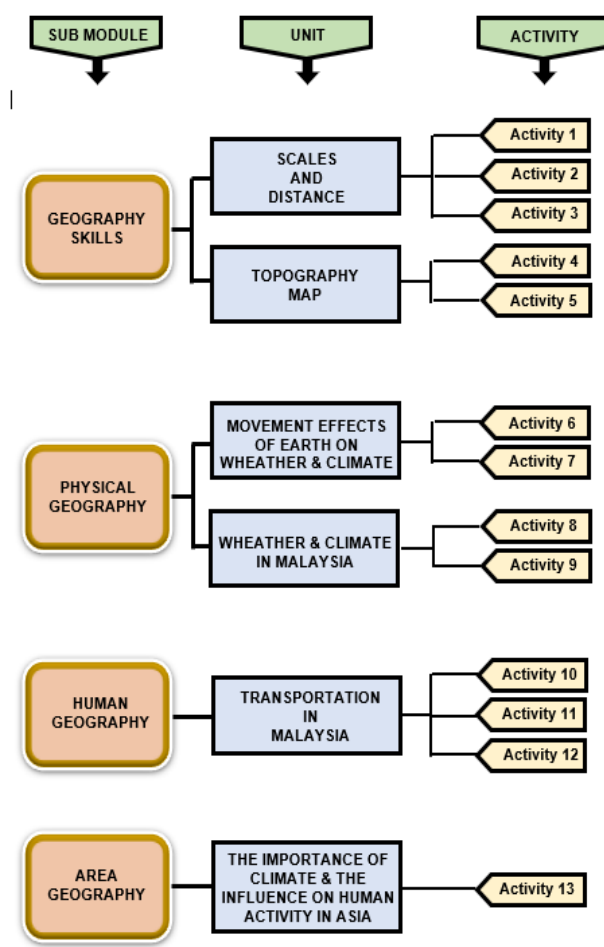 SUB MODULE
UNIT
ACTIVITY
GEOGRAPHY
SKILLS
SCALES
AND
DISTANCE
Activity 1
Activity 2
Activity 3
TOPOGRAPHY
MAP
Activity 4
Activity 5
PHYSICAL
GEOGRAPHY
MOVEMENT EFFECTS
OF EARTH ON
WHEATHER & CLIMATE
Activity 6
Activity 7
WHEATHER & CLIMATE
IN MALAYSIA
Activity 8
Activity 9
HUMAN
GEOGRAPHY
TRANSPORTATION
IN
MALAYSIA
Activity 10
Activity 11
Activity 12
AREA
GEOGRAPHY
THE IMPORTANCE OF
CLIMATE & THE
INFLUENCE ON HUMAN
ACTIVITY IN ASIA
Activity 13